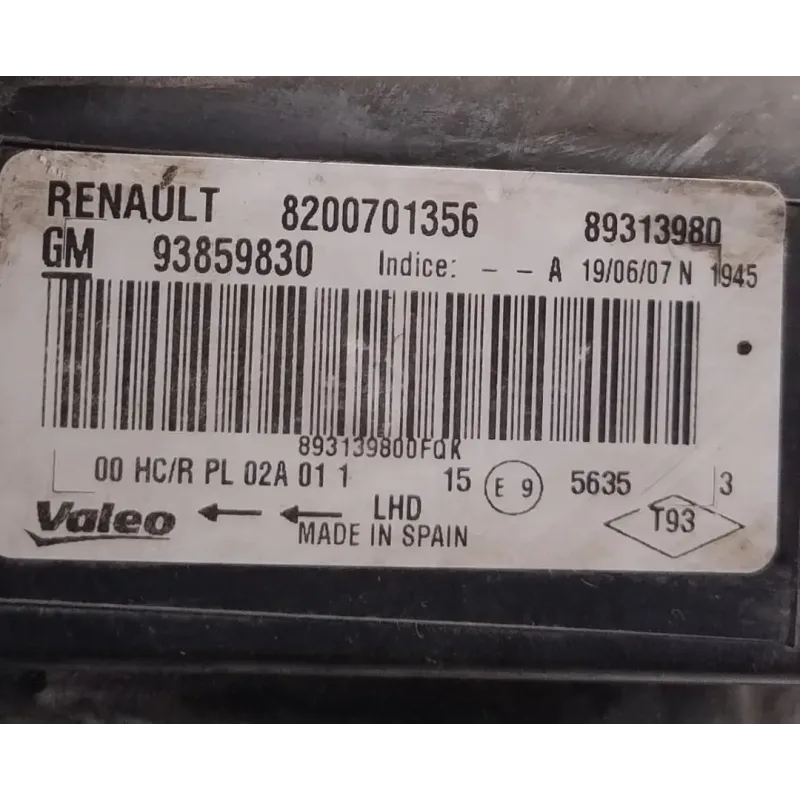 RENAULT 8200701356 89313980
GM 93859830 Indice: - - A 19/06/07 N 1945
893139800FQK
00 HC/R PL 02A 01 1 15 E 9 5635 3
Valeo LHD T93
MADE IN SPAIN